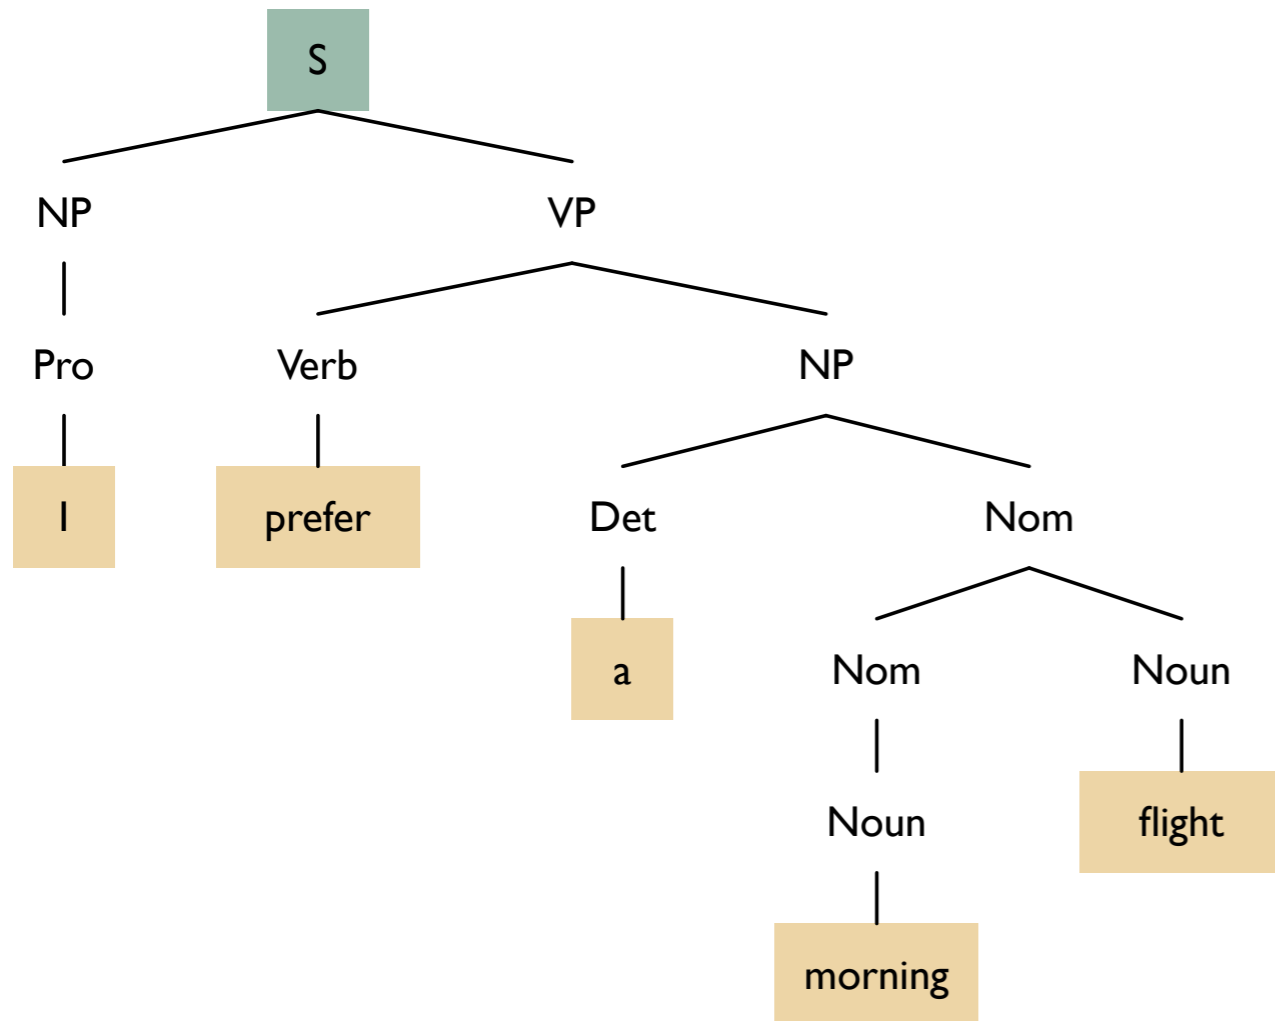 S
NP VP
Pro Verb NP
I prefer Det Nom
a Nom Noun
Noun flight
morning